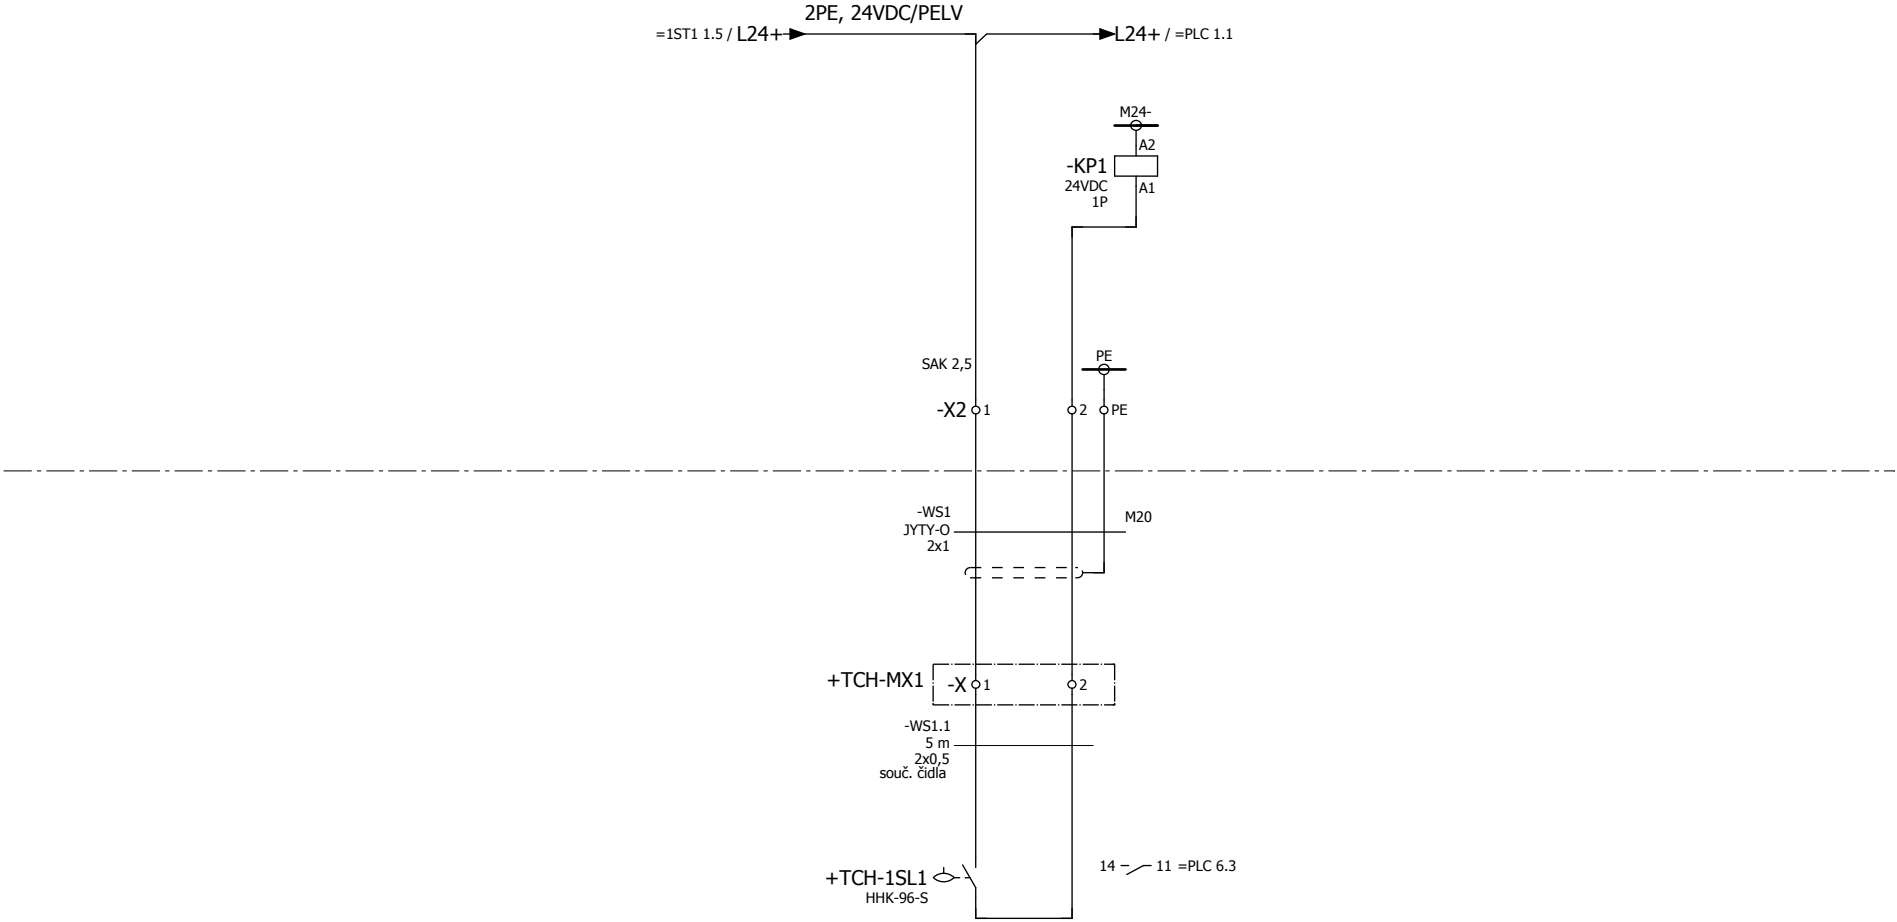 2PE, 24VDC/PELV
=1ST1 1.5 / L24+
L24+ / =PLC 1.1
M24-
A2
-KP1
24VDC
A1
1P
SAK 2,5
PE
-X2 1
2
PE
-WS1
M20
JYTY-O
2x1
+TCH-MX1
-X 1
2
-WS1.1
5 m
2x0,5
souč. čidla
14 11 =PLC 6.3
+TCH-1SL1
HHK-96-S